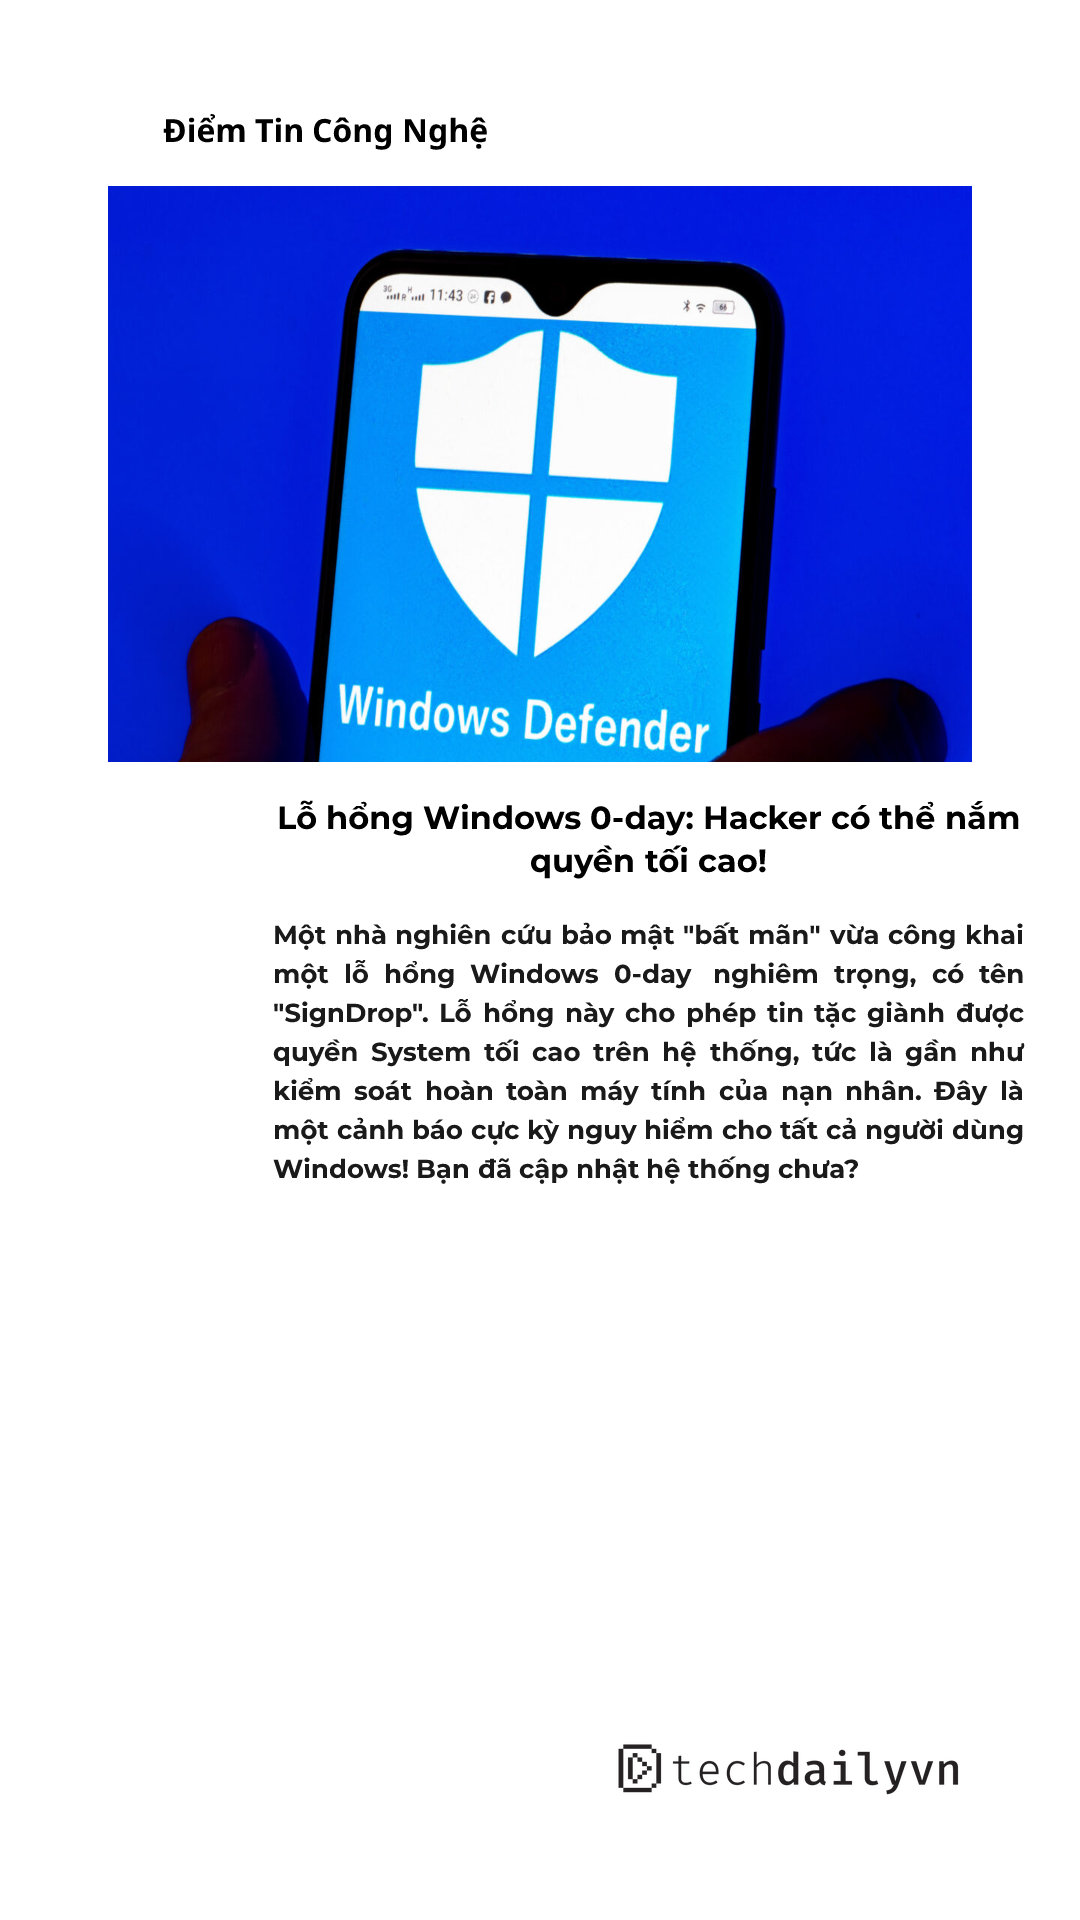 Điểm Tin Công Nghệ
3G R H 11:43 24 66
Windows Defender
Lỗ hổng Windows 0-day: Hacker có thể nắm
quyền tối cao!
Một nhà nghiên cứu bảo mật "bất mãn" vừa công khai
một lỗ hổng Windows 0-day nghiêm trọng, có tên
"SignDrop". Lỗ hổng này cho phép tin tặc giành được
quyền System tối cao trên hệ thống, tức là gần như
kiểm soát hoàn toàn máy tính của nạn nhân. Đây là
một cảnh báo cực kỳ nguy hiểm cho tất cả người dùng
Windows! Bạn đã cập nhật hệ thống chưa?
techdailyvn